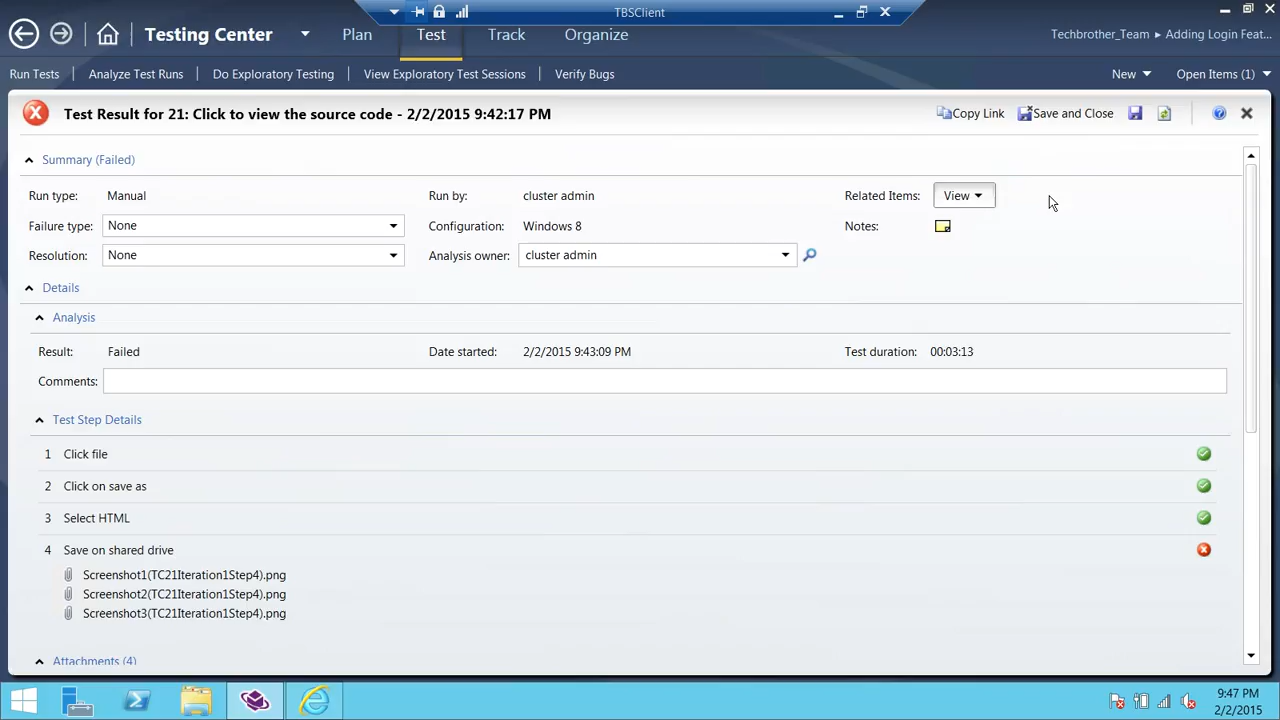 TBSClient
Testing Center Plan Test Track Organize Techbrother_Team ▸ Adding Login Feat...
Run Tests Analyze Test Runs Do Exploratory Testing View Exploratory Test Sessions Verify Bugs New Open Items (1)
Test Result for 21: Click to view the source code - 2/2/2015 9:42:17 PM Copy Link Save and Close
Summary (Failed)
Run type: Manual Run by: cluster admin Related Items: View
Failure type: None Configuration: Windows 8 Notes:
Resolution: None Analysis owner: cluster admin
Details
Analysis
Result: Failed Date started: 2/2/2015 9:43:09 PM Test duration: 00:03:13
Comments:
Test Step Details
1 Click file
2 Click on save as
3 Select HTML
4 Save on shared drive
Screenshot1(TC21Iteration1Step4).png
Screenshot2(TC21Iteration1Step4).png
Screenshot3(TC21Iteration1Step4).png
Attachments (4)
9:47 PM
2/2/2015